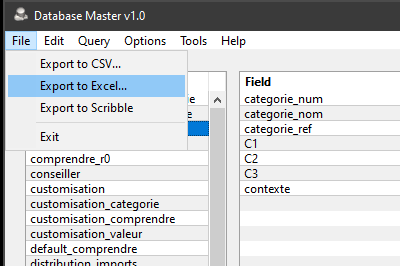 Database Master v1.0
File Edit Query Options Tools Help
Export to CSV...
Export to Excel...
Export to Scribble
Exit
comprendre_r0
conseiller
customisation
customisation_categorie
customisation_comprendre
customisation_valeur
default_comprendre
distribution_imports
Field
categorie_num
categorie_nom
categorie_ref
C1
C2
C3
contexte